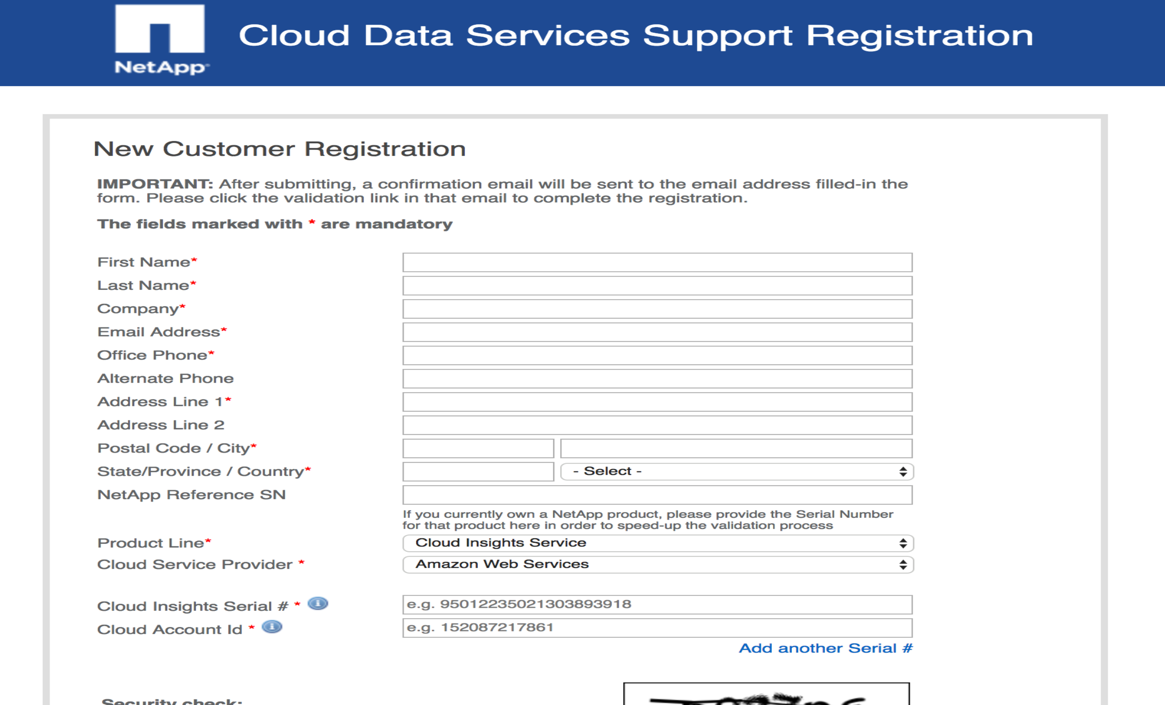 NetApp
Cloud Data Services Support Registration
New Customer Registration
IMPORTANT: After submitting, a confirmation email will be sent to the email address filled-in the
form. Please click the validation link in that email to complete the registration.
The fields marked with * are mandatory
First Name*
Last Name*
Company*
Email Address*
Office Phone*
Alternate Phone
Address Line 1*
Address Line 2
Postal Code / City*
State/Province / Country* - Select -
NetApp Reference SN
If you currently own a NetApp product, please provide the Serial Number
for that product here in order to speed-up the validation process
Product Line* Cloud Insights Service
Cloud Service Provider * Amazon Web Services
Cloud Insights Serial # * e.g. 95012235021303893918
Cloud Account Id * e.g. 152087217861
Add another Serial #
Security check: